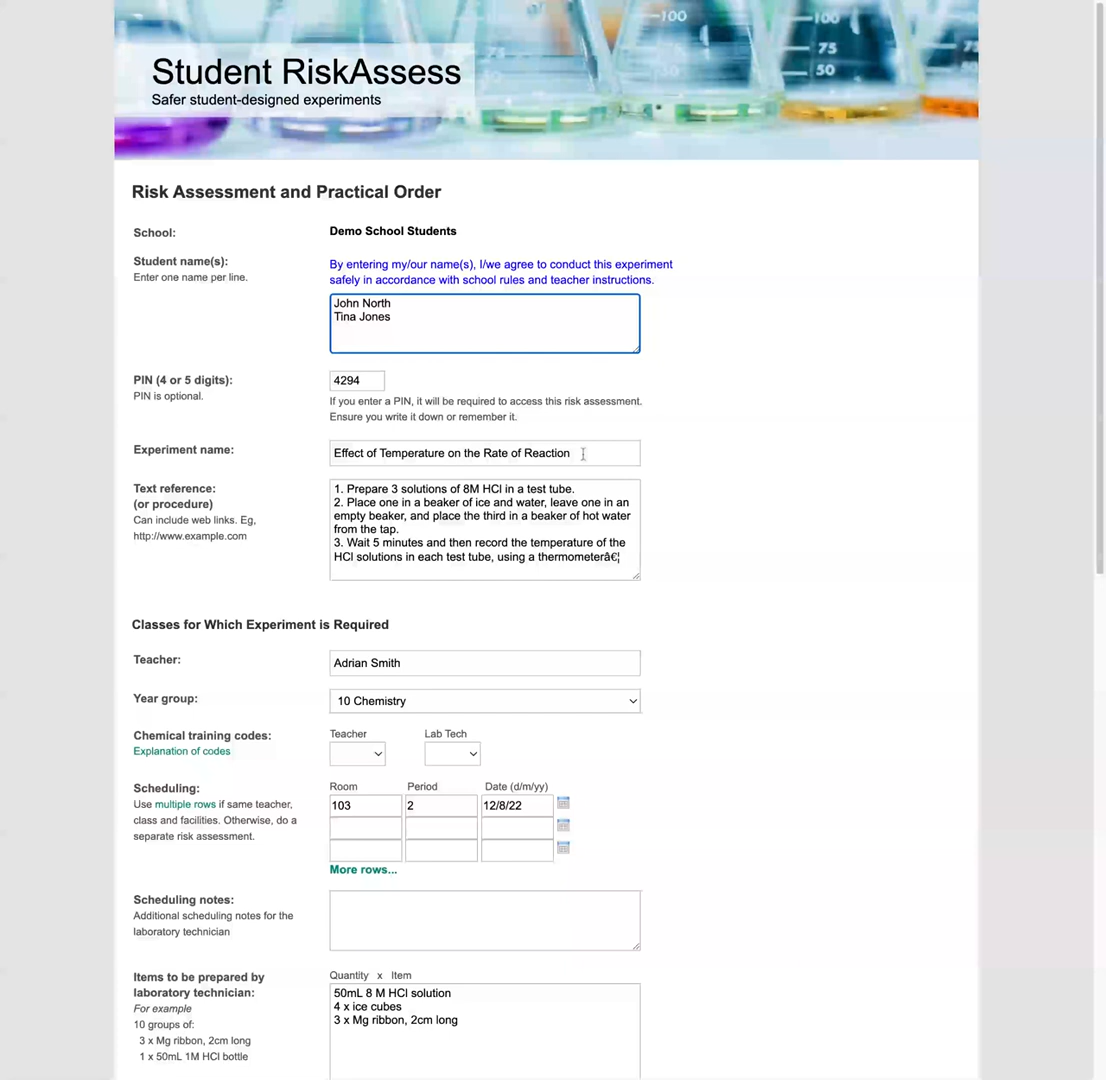 100
100
75
75
50
Student RiskAssess
Safer student-designed experiments
Risk Assessment and Practical Order
School:
Demo School Students
Student name(s):
Enter one name per line.
By entering my/our name(s), I/we agree to conduct this experiment
safely in accordance with school rules and teacher instructions.
John North
Tina Jones
PIN (4 or 5 digits):
PIN is optional.
4294
If you enter a PIN, it will be required to access this risk assessment.
Ensure you write it down or remember it.
Experiment name:
Effect of Temperature on the Rate of Reaction
Text reference:
(or procedure)
Can include web links. Eg,
http://www.example.com
1. Prepare 3 solutions of 8M HCl in a test tube.
2. Place one in a beaker of ice and water, leave one in an
empty beaker, and place the third in a beaker of hot water
from the tap.
3. Wait 5 minutes and then record the temperature of the
HCl solutions in each test tube, using a thermometerâ€¦
Classes for Which Experiment is Required
Teacher:
Adrian Smith
Year group:
10 Chemistry
Chemical training codes:
Explanation of codes
Teacher
Lab Tech
Scheduling:
Use multiple rows if same teacher,
class and facilities. Otherwise, do a
separate risk assessment.
Room Period Date (d/m/yy)
103 2 12/8/22
More rows...
Scheduling notes:
Additional scheduling notes for the
laboratory technician
Items to be prepared by
laboratory technician:
For example
10 groups of:
3 x Mg ribbon, 2cm long
1 x 50mL 1M HCl bottle
Quantity x Item
50mL 8 M HCl solution
4 x ice cubes
3 x Mg ribbon, 2cm long